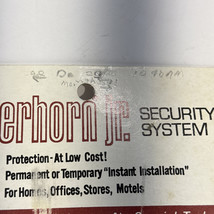 erhorn jr. SECURITY
SYSTEM
Protection - At Low Cost!
Permanent or Temporary "Instant Installation"
For Homes, Offices, Stores, Motels